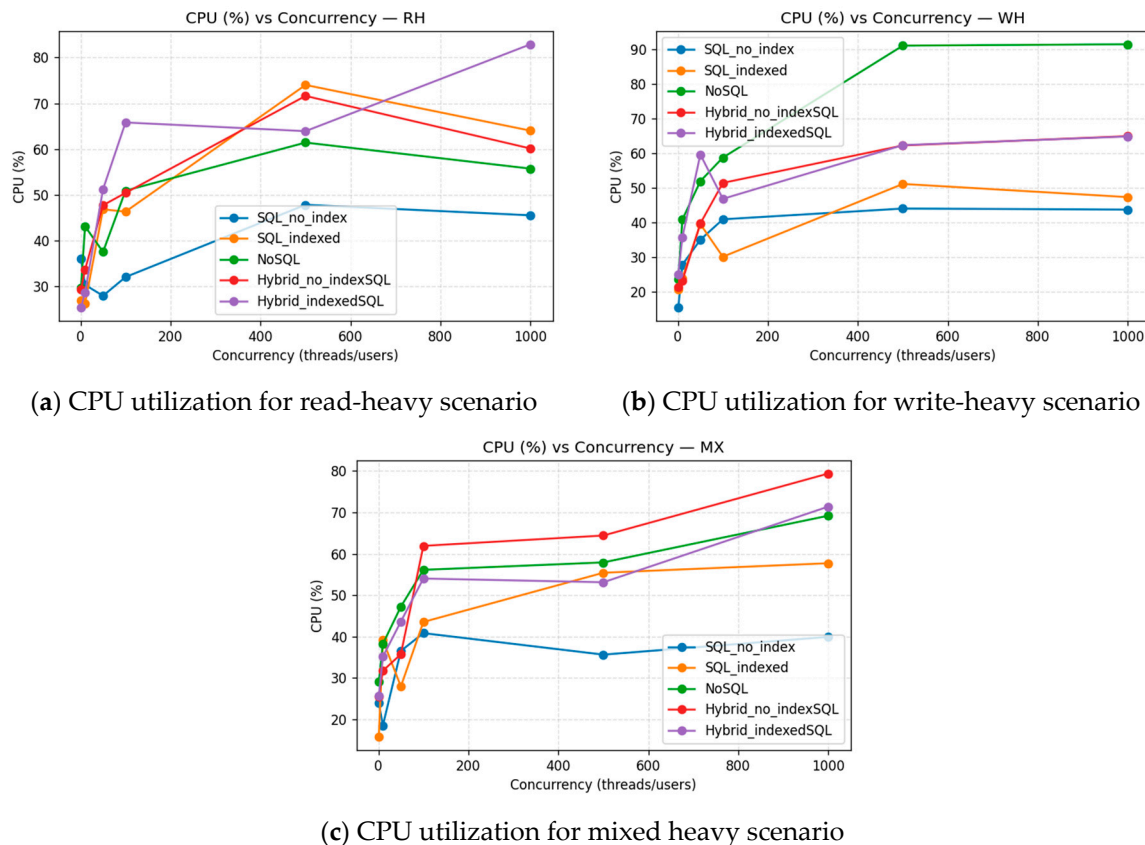 CPU (%) vs Concurrency — RH
CPU (%)
80
70
60
50
40
30
0 200 400 600 800 1000
Concurrency (threads/users)
SQL_no_index
SQL_indexed
NoSQL
Hybrid_no_indexSQL
Hybrid_indexedSQL
(a) CPU utilization for read-heavy scenario
CPU (%) vs Concurrency — WH
CPU (%)
90
80
70
60
50
40
30
20
0 200 400 600 800 1000
Concurrency (threads/users)
SQL_no_index
SQL_indexed
NoSQL
Hybrid_no_indexSQL
Hybrid_indexedSQL
(b) CPU utilization for write-heavy scenario
CPU (%) vs Concurrency — MX
CPU (%)
80
70
60
50
40
30
20
0 200 400 600 800 1000
Concurrency (threads/users)
SQL_no_index
SQL_indexed
NoSQL
Hybrid_no_indexSQL
Hybrid_indexedSQL
(c) CPU utilization for mixed heavy scenario